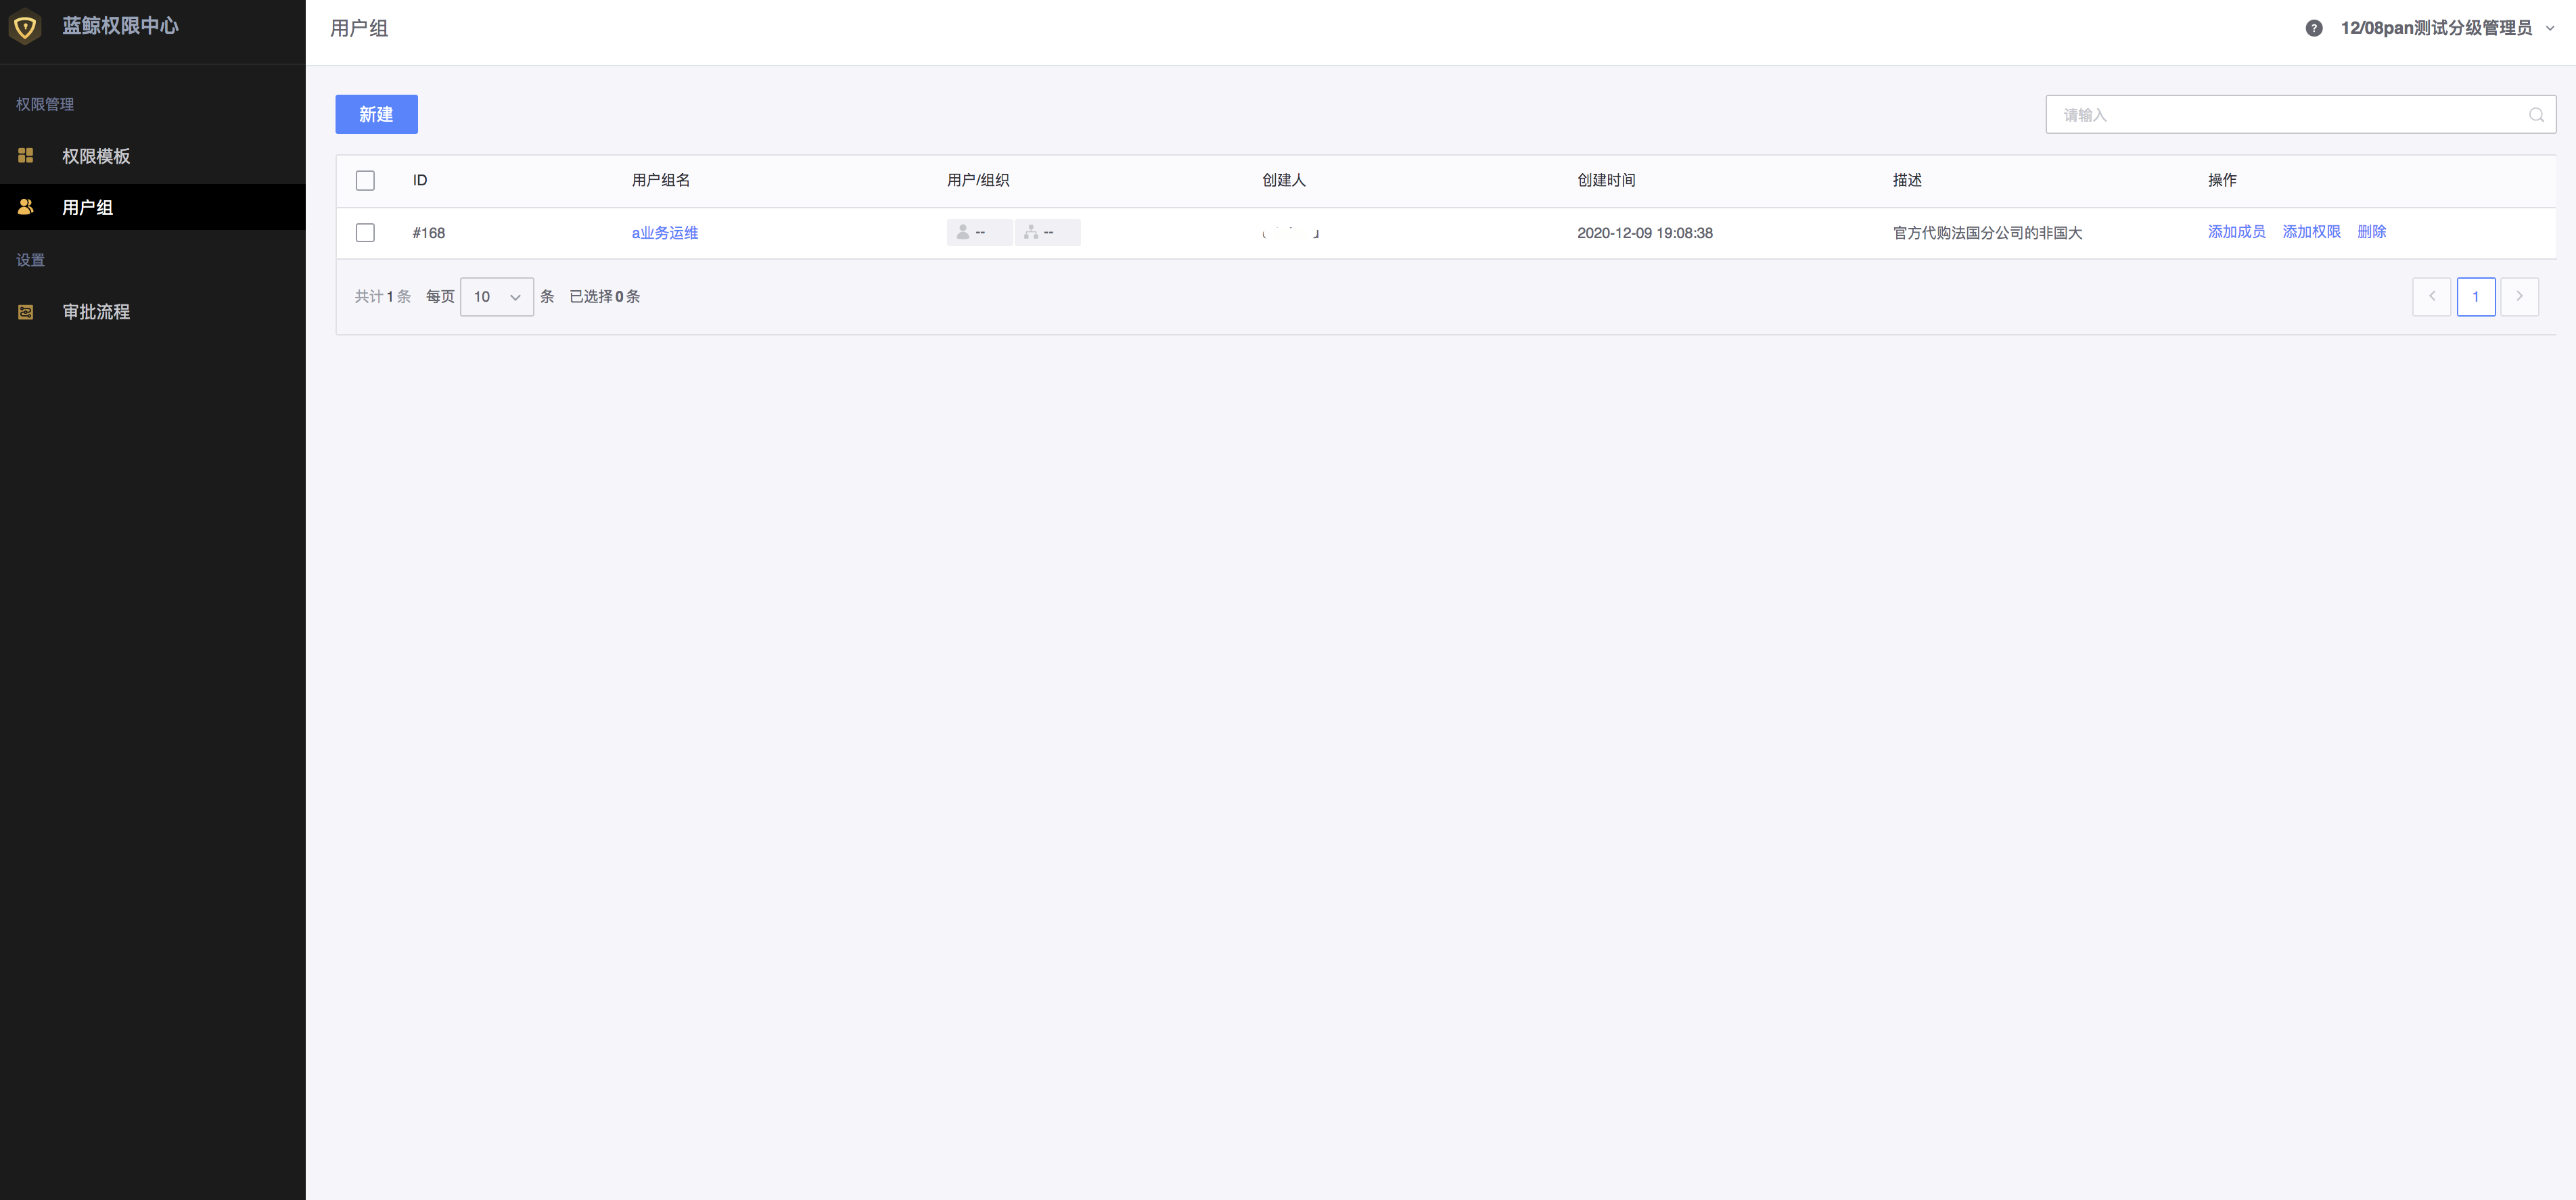 蓝鲸权限中心
用户组
12/08pan测试分级管理员
权限管理
权限模板
用户组
设置
审批流程
新建
请输入
ID 用户组名 用户/组织 创建人 创建时间 描述 操作
#168 a业务运维 -- -- 2020-12-09 19:08:38 官方代购法国分公司的非国大 添加成员 添加权限 删除
共计1条 每页 10 条 已选择0条
1